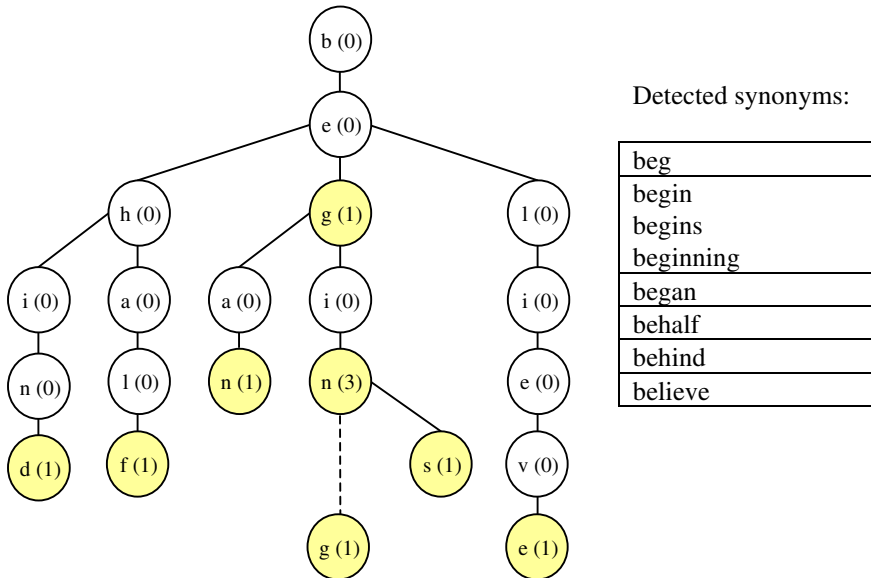 b (0)
Detected synonyms:
e (0)
beg
begin
begins
beginning
began
behalf
behind
believe
h (0) g (1) l (0)
i (0) a (0) a (0) i (0) i (0)
n (0) l (0) n (1) n (3) e (0)
d (1) f (1) s (1) v (0)
g (1) e (1)